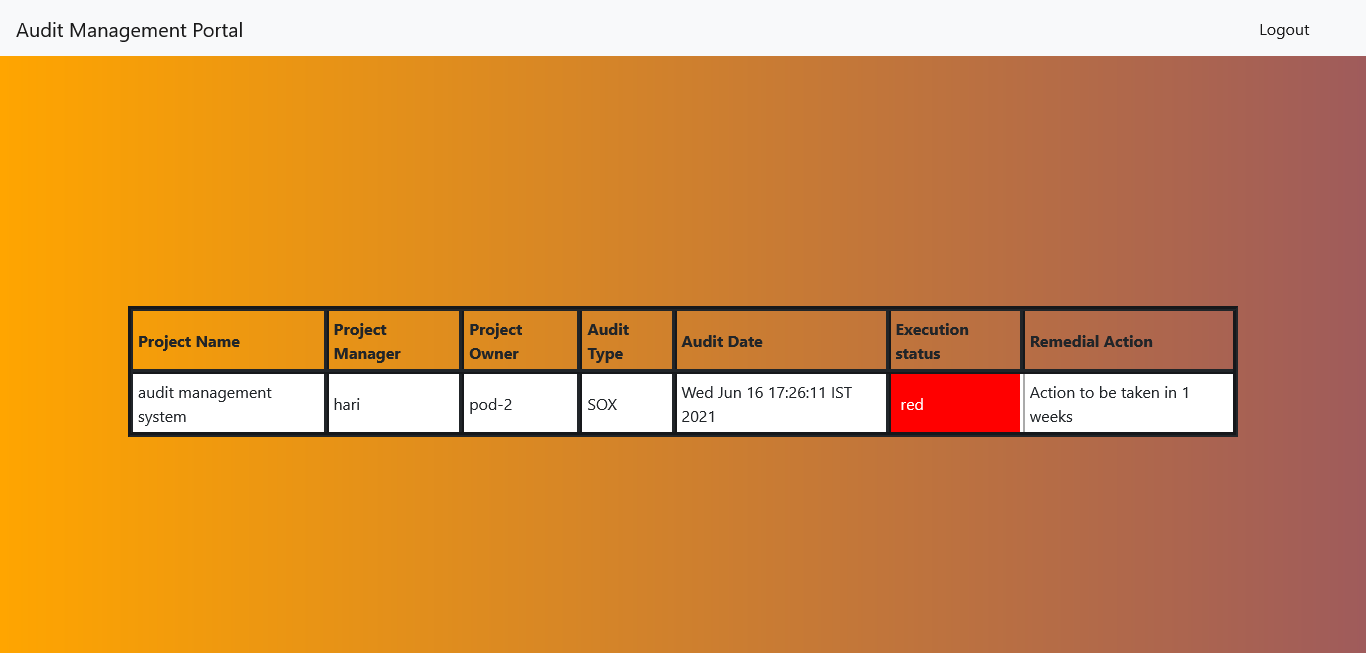 Audit Management Portal
Logout
Project Name
Project
Manager
Project
Owner
Audit
Type
Audit Date
Execution
status
Remedial Action
audit management
system
hari
pod-2
SOX
Wed Jun 16 17:26:11 IST
2021
red
Action to be taken in 1
weeks